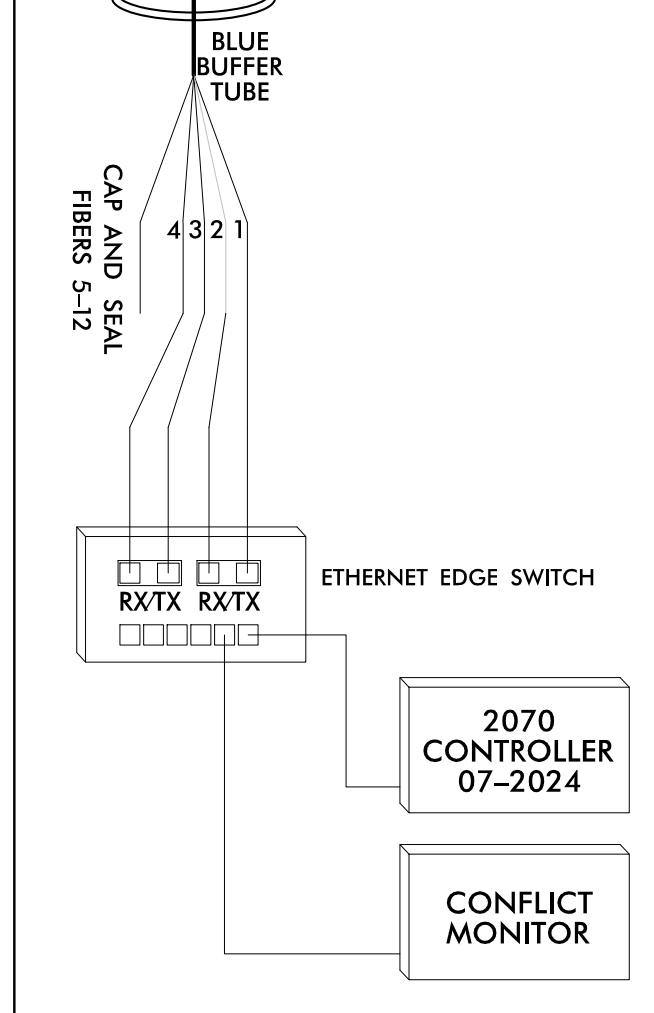 BLUE
BUFFER
TUBE
CAP AND SEAL
FIBERS 5–12
4 3 2 1
ETHERNET EDGE SWITCH
RX/TX RX/TX
2070
CONTROLLER
07–2024
CONFLICT
MONITOR